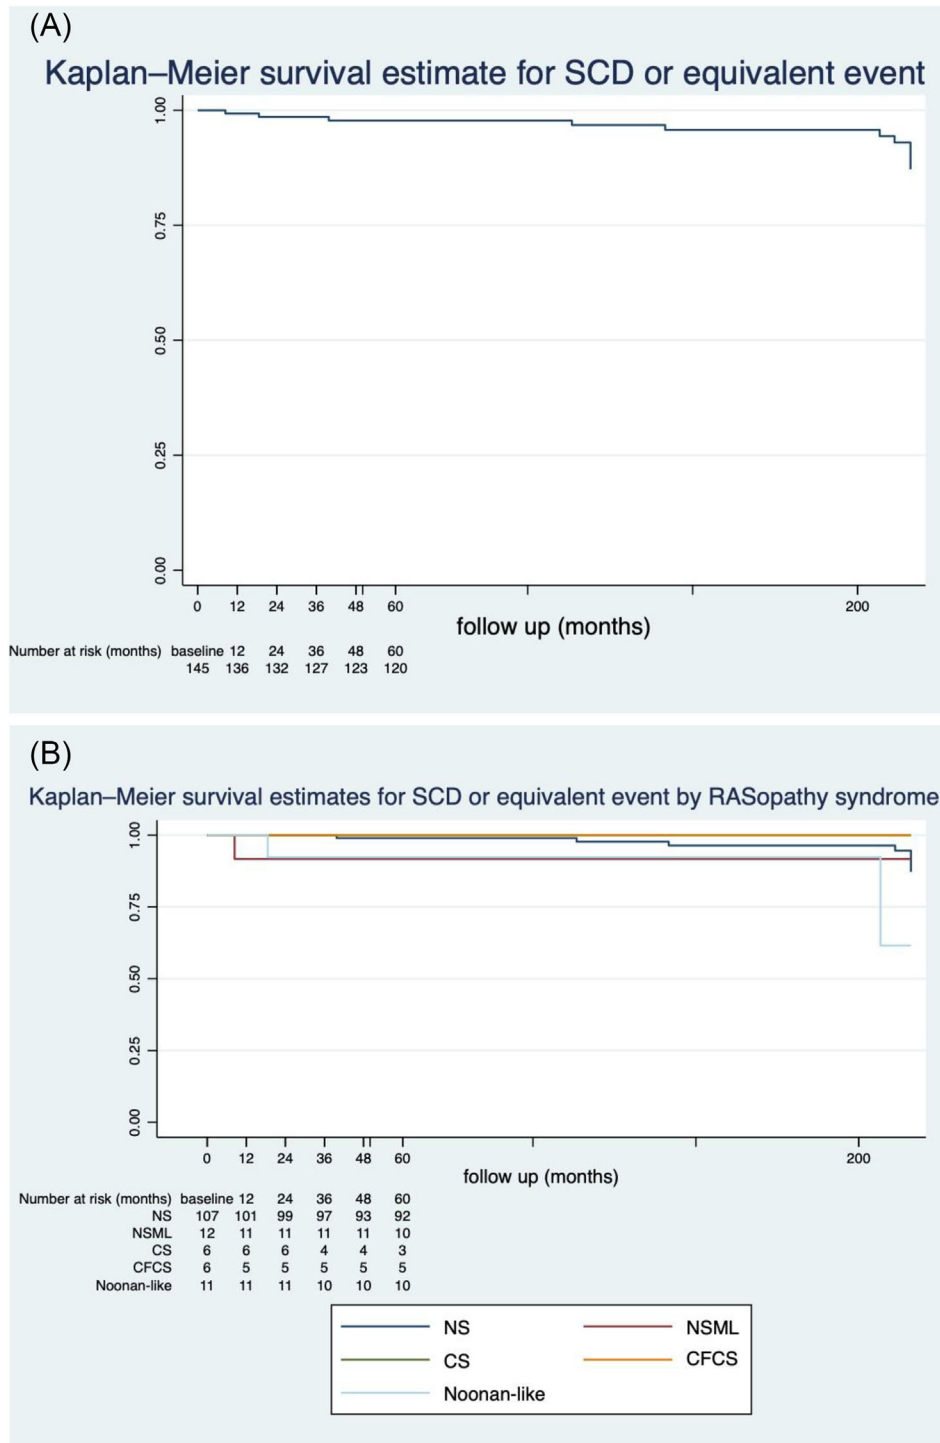 (A)
Kaplan–Meier survival estimate for SCD or equivalent event
1.00
0.75
0.50
0.25
0.00
0 12 24 36 48 60 200
follow up (months)
Number at risk (months) baseline 12 24 36 48 60
145 136 132 127 123 120
(B)
Kaplan–Meier survival estimates for SCD or equivalent event by RASopathy syndrome
1.00
0.75
0.50
0.25
0.00
0 12 24 36 48 60 200
follow up (months)
Number at risk (months) baseline 12 24 36 48 60
NS 107 101 99 97 93 92
NSML 12 11 11 11 11 10
CS 6 6 6 4 4 3
CFCS 6 5 5 5 5 5
Noonan-like 11 11 11 10 10 10
NS NSML
CS CFCS
Noonan-like